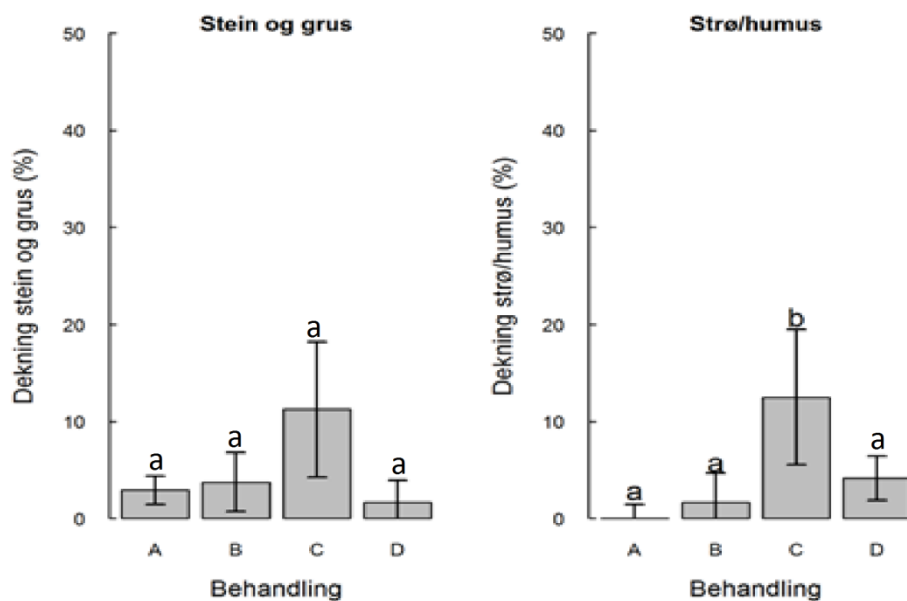 Stein og grus
Dekning stein og grus (%)
50
40
30
20
10
0
a
a
a
a
A
B
C
D
Behandling
Strø/humus
Dekning strø/humus (%)
50
40
30
20
10
0
a
a
b
a
A
B
C
D
Behandling